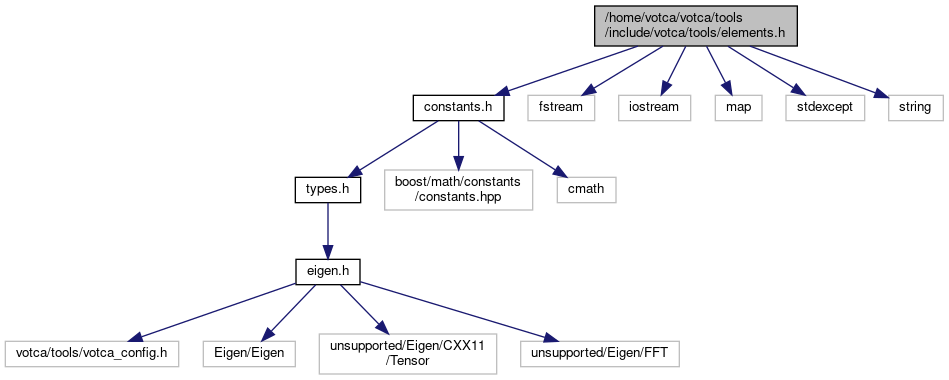 /home/votca/votca/tools
/include/votca/tools/elements.h
constants.h
fstream
iostream
map
stdexcept
string
types.h
boost/math/constants
/constants.hpp
cmath
eigen.h
votca/tools/votca_config.h
Eigen/Eigen
unsupported/Eigen/CXX11
/Tensor
unsupported/Eigen/FFT